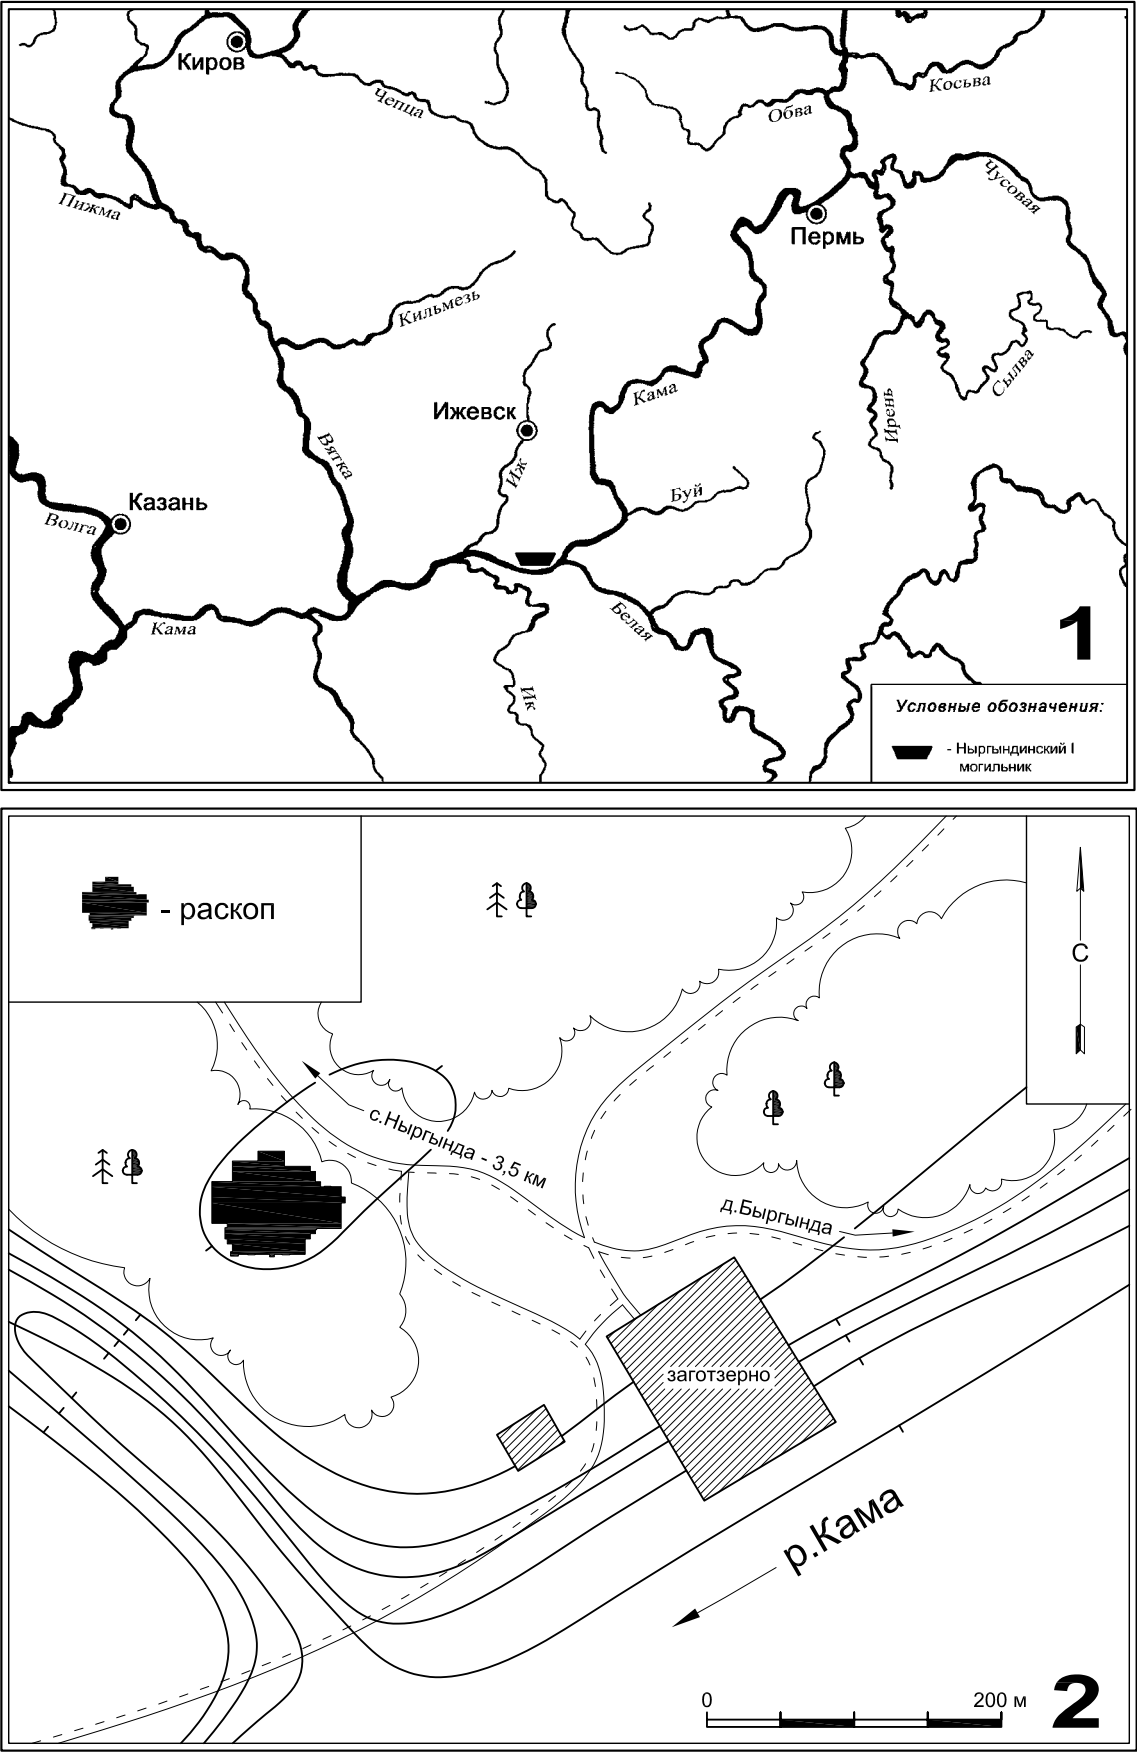 Киров
Чепца
Косьва
Обва
Пижма
Чусовая
Пермь
Кильмезь
Сылва
Кама
Ирень
Ижевск
Вятка
Иж
Буй
Казань
Волга
Белая
Кама
Ик
1
Условные обозначения:
- Ныргындинский I
могильник
- раскоп
С
с.Ныргында - 3,5 км
д.Быргында
заготзерно
р.Кама
0 200 м
2